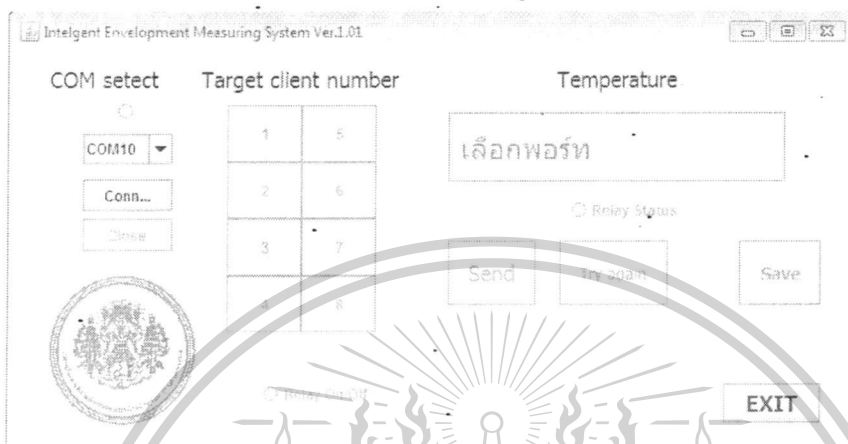 Intelgent Envelopment Measuring System Ver.1.01
COM setect
Target client number
Temperature
COM10
Conn...
Close
1 5
2 6
3 7
4 8
เลือกพอร์ท
Relay Status
Send
Try again
Save
Relay On/Off
EXIT